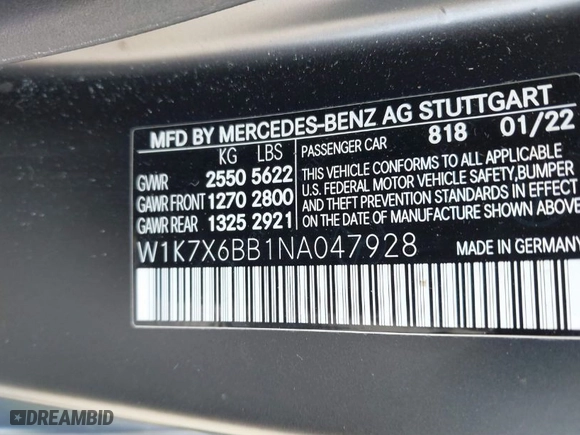 MFD BY MERCEDES-BENZ AG STUTTGART
KG LBS PASSENGER CAR 818 01/22
GVWR 2550 5622 THIS VEHICLE CONFORMS TO ALL APPLICABLE
GAWR FRONT 1270 2800 U.S. FEDERAL MOTOR VEHICLE SAFETY, BUMPER
GAWR REAR 1325 2921 AND THEFT PREVENTION STANDARDS IN EFFECT
ON THE DATE OF MANUFACTURE SHOWN ABOVE
W1K7X6BB1NA047928 MADE IN GERMANY
DREAMBID